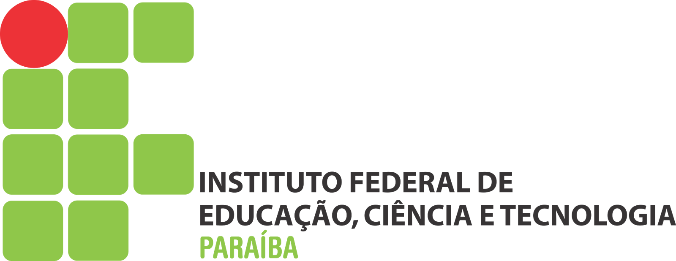 INSTITUTO FEDERAL DE
EDUCAÇÃO, CIÊNCIA E TECNOLOGIA
PARAÍBA